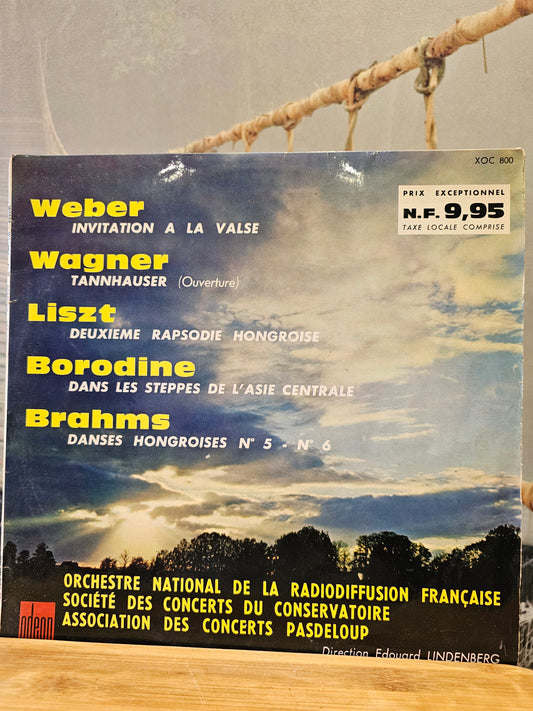 XOC 800
PRIX EXCEPTIONNEL
N.F. 9,95
TAXE LOCALE COMPRISE
Weber
INVITATION A LA VALSE
Wagner
TANNHAUSER (Ouverture)
Liszt
DEUXIEME RAPSODIE HONGROISE
Borodine
DANS LES STEPPES DE L'ASIE CENTRALE
Brahms
DANSES HONGROISES N° 5 - N° 6
ORCHESTRE NATIONAL DE LA RADIODIFFUSION FRANÇAISE
SOCIÉTÉ DES CONCERTS DU CONSERVATOIRE
ASSOCIATION DES CONCERTS PASDELOUP
odeon
Direction Edouard LINDENBERG